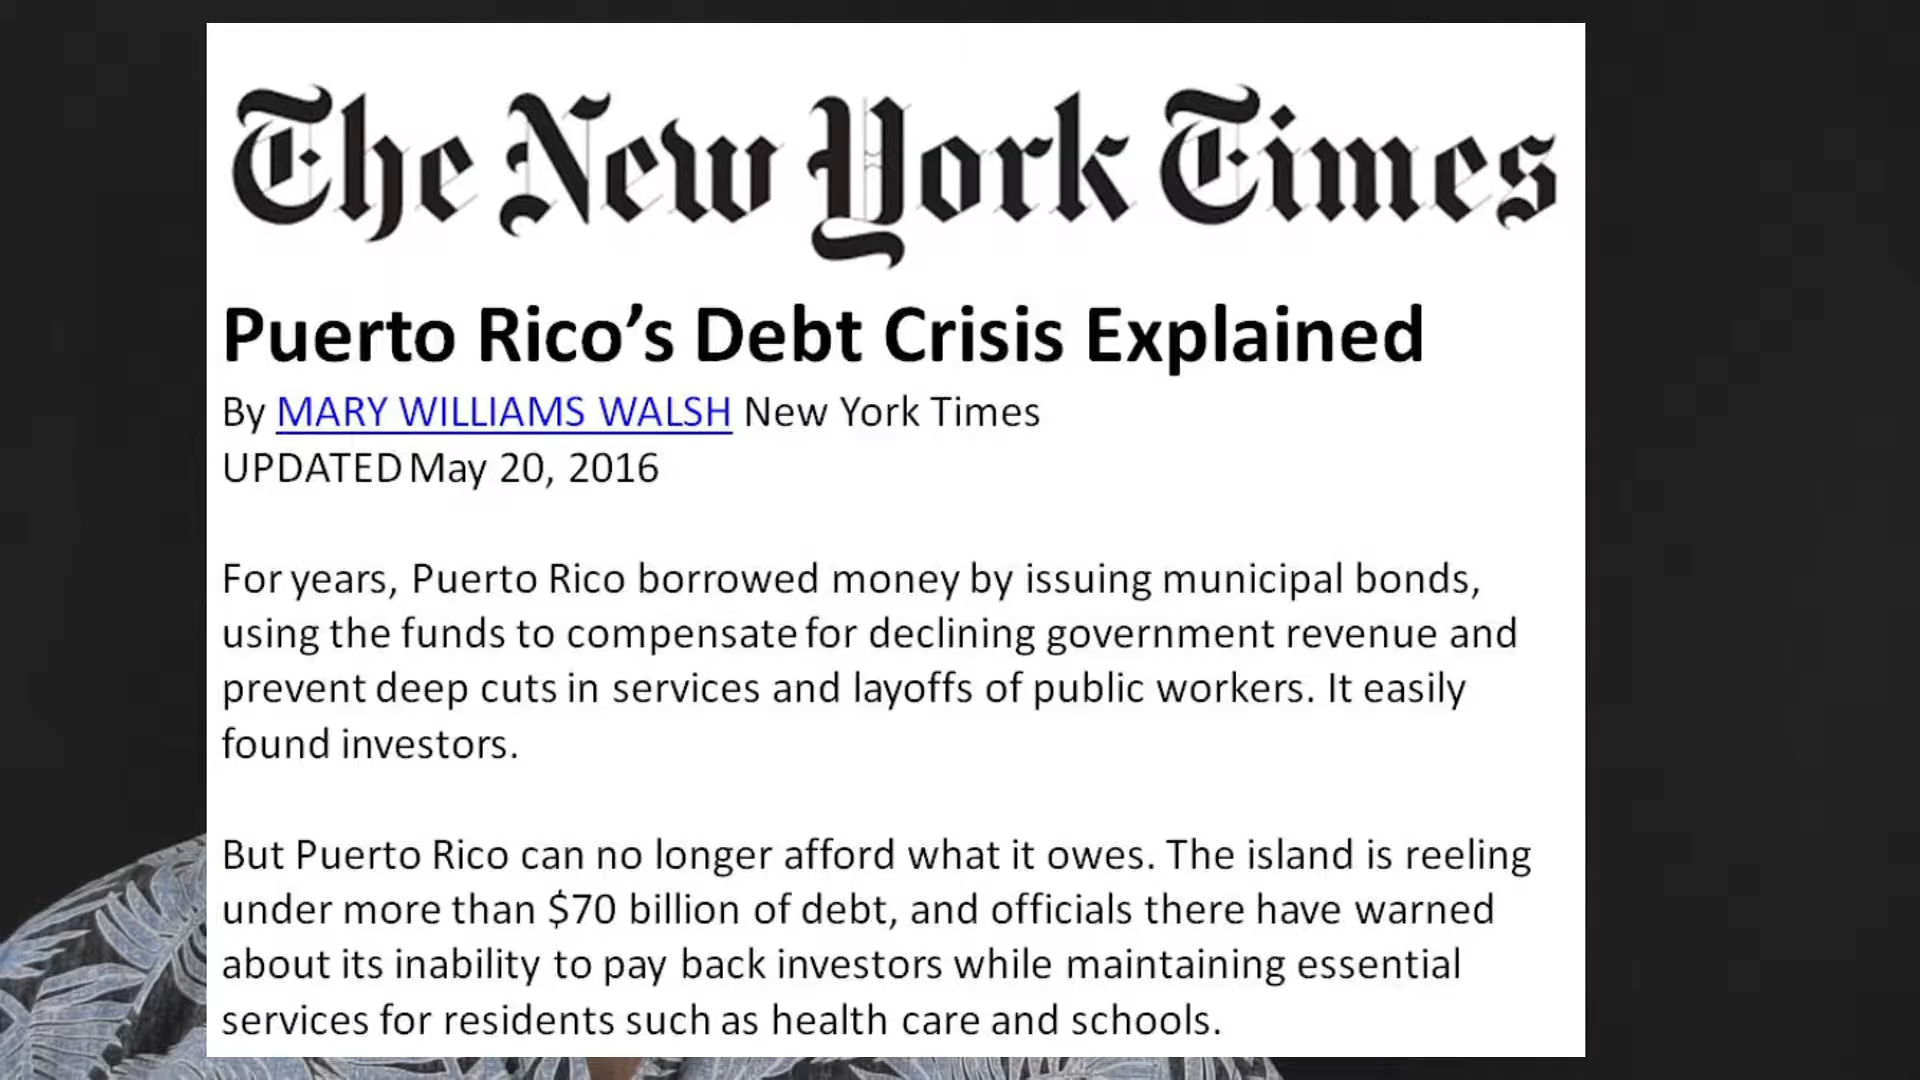 The New York Times
Puerto Rico’s Debt Crisis Explained
By MARY WILLIAMS WALSH New York Times
UPDATED May 20, 2016
For years, Puerto Rico borrowed money by issuing municipal bonds,
using the funds to compensate for declining government revenue and
prevent deep cuts in services and layoffs of public workers. It easily
found investors.
But Puerto Rico can no longer afford what it owes. The island is reeling
under more than $70 billion of debt, and officials there have warned
about its inability to pay back investors while maintaining essential
services for residents such as health care and schools.